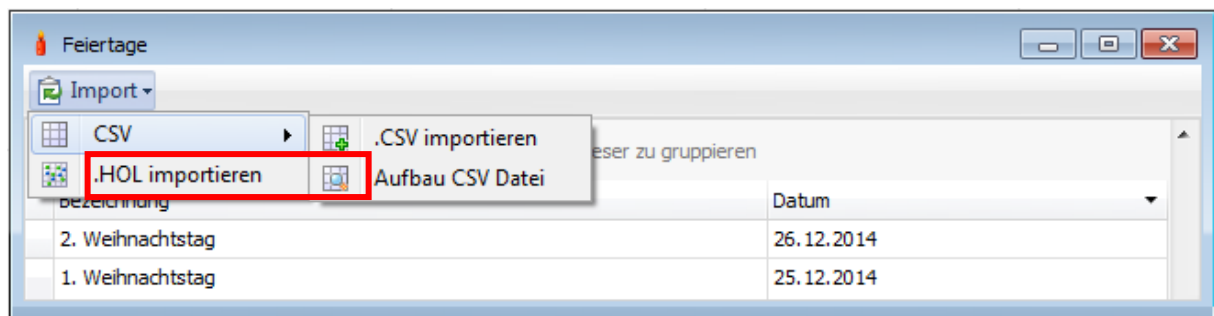 Feiertage
Import
CSV
.CSV importieren
eser zu gruppieren
.HOL importieren
Aufbau CSV Datei
Bezeichnung
Datum
2. Weihnachtstag
26.12.2014
1. Weihnachtstag
25.12.2014